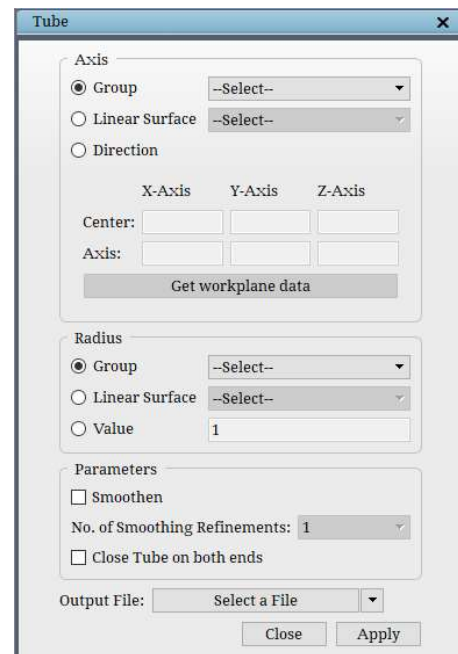 Tube
Axis
Group --Select--
Linear Surface --Select--
Direction
X-Axis Y-Axis Z-Axis
Center:
Axis:
Get workplane data
Radius
Group --Select--
Linear Surface --Select--
Value 1
Parameters
Smoothen
No. of Smoothing Refinements: 1
Close Tube on both ends
Output File: Select a File
Close Apply